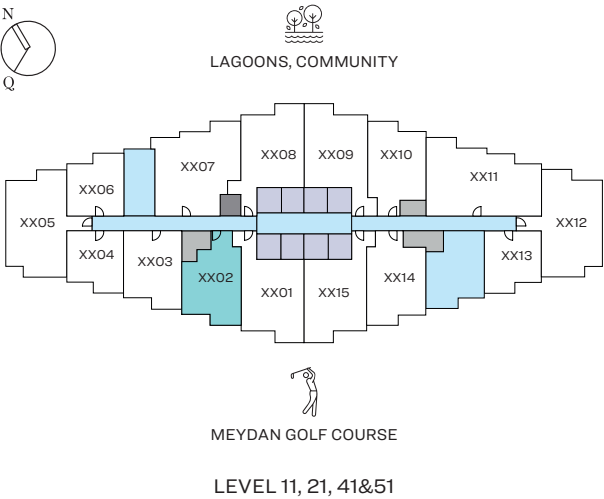 N
Q
LAGOONS, COMMUNITY
XX08
XX09
XX10
XX07
XX11
XX06
XX05
XX12
XX04
XX03
XX02
XX01
XX15
XX14
XX13
MEYDAN GOLF COURSE
LEVEL 11, 21, 41&51